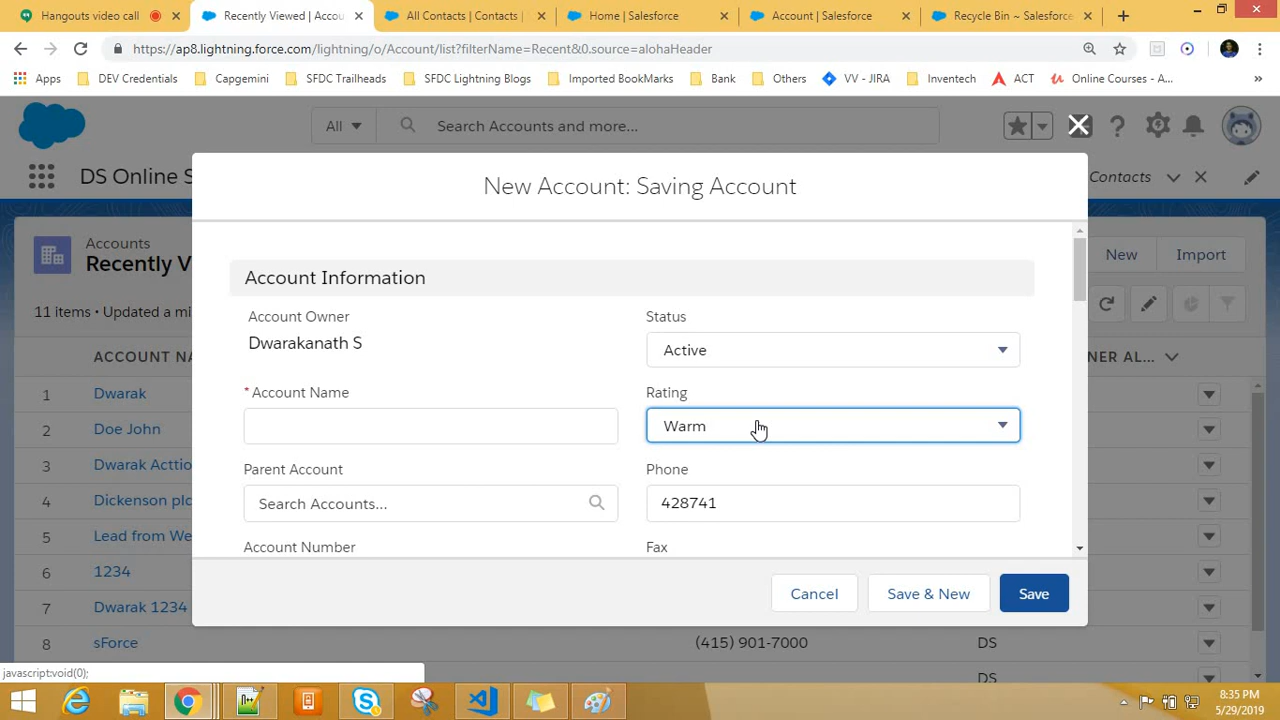 Hangouts video call
Recently Viewed | Accou
All Contacts | Contacts |
Home | Salesforce
Account | Salesforce
Recycle Bin ~ Salesforce
https://ap8.lightning.force.com/lightning/o/Account/list?filterName=Recent&0.source=alohaHeader
Apps
DEV Credentials
Capgemini
SFDC Trailheads
SFDC Lightning Blogs
Imported BookMarks
Bank
Others
VV - JIRA
Inventech
ACT
Online Courses - A...
All
Search Accounts and more...
DS Online S
Contacts
New Account: Saving Account
Accounts
Recently Vi
New
Import
11 items • Updated a mi
ACCOUNT NA
NER AL...
1 Dwarak
2 Doe John
3 Dwarak Acttio
4 Dickenson plc
5 Lead from We
6 1234
7 Dwarak 1234
8 sForce (415) 901-7000 DS
DS
Account Information
Account Owner
Dwarakanath S
Status
Active
* Account Name
Rating
Warm
Parent Account
Search Accounts...
Phone
428741
Account Number
Fax
Cancel
Save & New
Save
javascript:void(0);
8:35 PM
5/29/2019